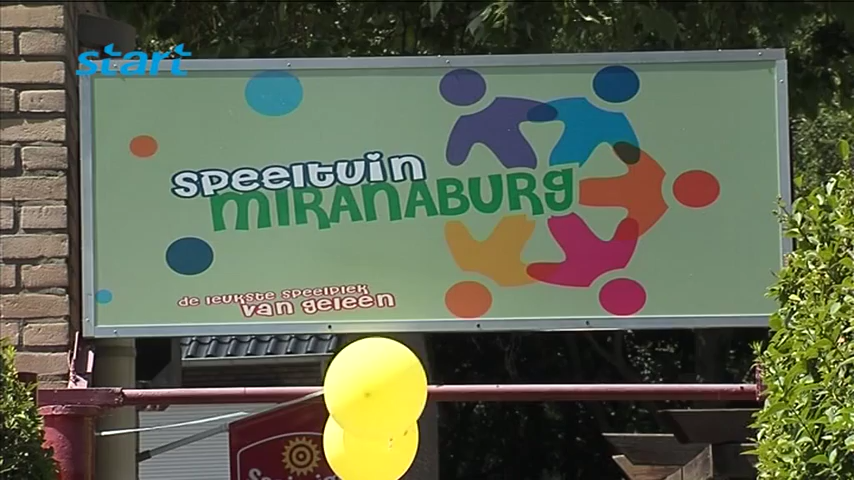 start
speeltuin
MIRANABURG
de leukste speelplek
van geleen